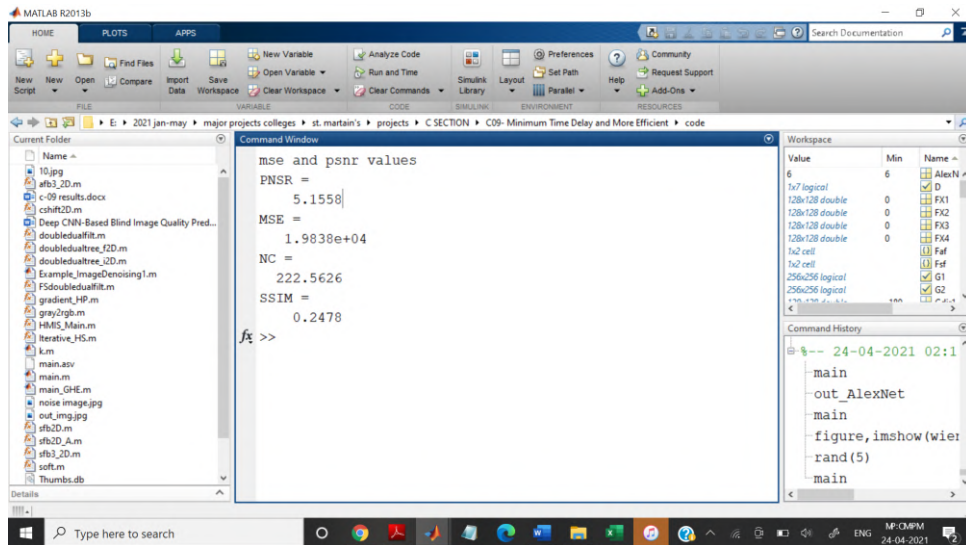 MATLAB R2013b
HOME PLOTS APPS
Search Documentation
New Script
New
Open
Find Files
Compare
Import Data
Save Workspace
New Variable
Open Variable
Clear Workspace
Analyze Code
Run and Time
Clear Commands
Simulink Library
Layout
Preferences
Set Path
Parallel
Help
Community
Request Support
Add-Ons
FILE VARIABLE CODE SIMULINK ENVIRONMENT RESOURCES
E: 2021 jan-may major projects colleges st. martain's projects C SECTION C09- Minimum Time Delay and More Efficient code
Current Folder
Name
10.jpg
afb3_2D.m
c-09 results.docx
cshift2D.m
Deep CNN-Based Blind Image Quality Pred...
doubledualfilt.m
doubledualtree_f2D.m
doubledualtree_i2D.m
Example_ImageDenoising1.m
FSdoubledualfilt.m
gradient_HP.m
gray2rgb.m
HMIS_Main.m
Iterative_HS.m
k.m
main.asv
main.m
main_GHE.m
noise image.jpg
out_img.jpg
sfb2D.m
sfb2D_A.m
sfb3_2D.m
soft.m
Thumbs.db
Details
Command Window
mse and psnr values
PNSR =
5.1558
MSE =
1.9838e+04
NC =
222.5626
SSIM =
0.2478
fx >>
Workspace
Value Min Name
6 6 AlexN
1x7 logical D
128x128 double 0 FX1
128x128 double 0 FX2
128x128 double 0 FX3
128x128 double 0 FX4
1x2 cell Faf
1x2 cell Fsf
256x256 logical G1
256x256 logical G2
Command History
%-- 24-04-2021 02:1
main
out_AlexNet
main
figure,imshow(wier
rand(5)
main
Type here to search
ENG
24-04-2021
2